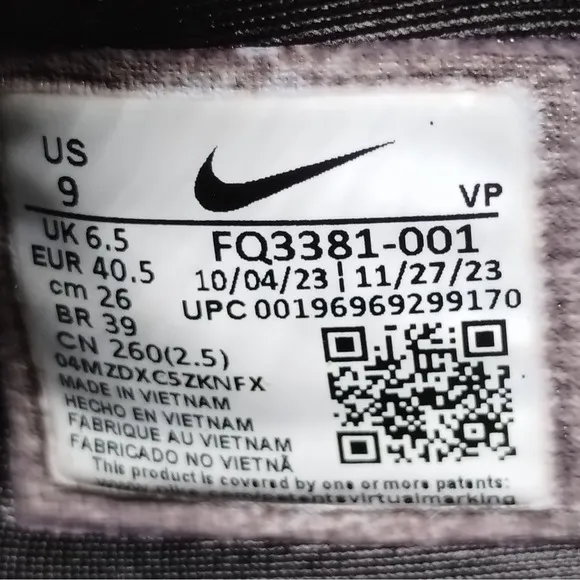 US
9
VP
UK 6.5
EUR 40.5
cm 26
BR 39
CN 260(2.5)
FQ3381-001
10/04/23 | 11/27/23
UPC 00196969299170
04MZDXC5ZKNFX
MADE IN VIETNAM
HECHO EN VIETNAM
FABRIQUE AU VIETNAM
FABRICADO NO VIETNÃ
This product is covered by one or more patents: